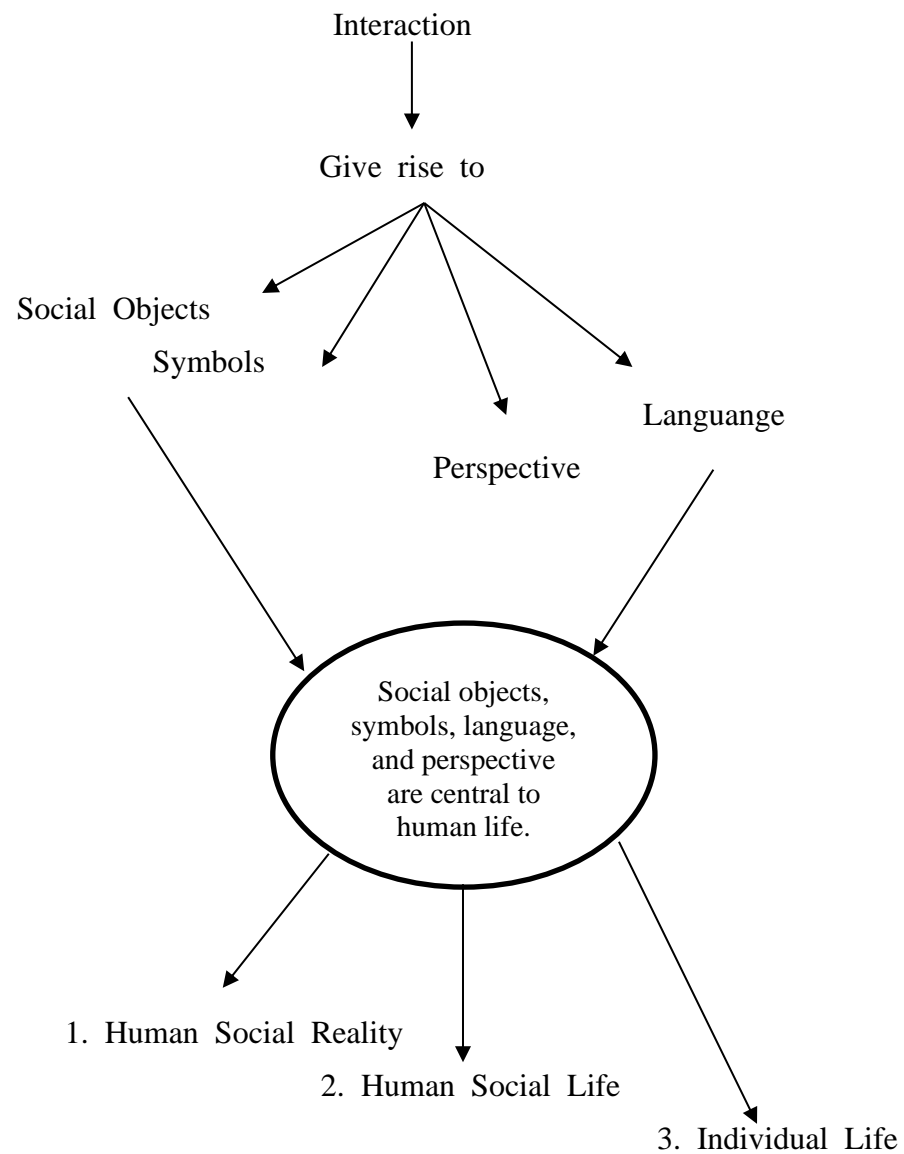 Interaction
Give rise to
Social Objects
Symbols
Languange
Perspective
Social objects,
symbols, language,
and perspective
are central to
human life.
1. Human Social Reality
2. Human Social Life
3. Individual Life